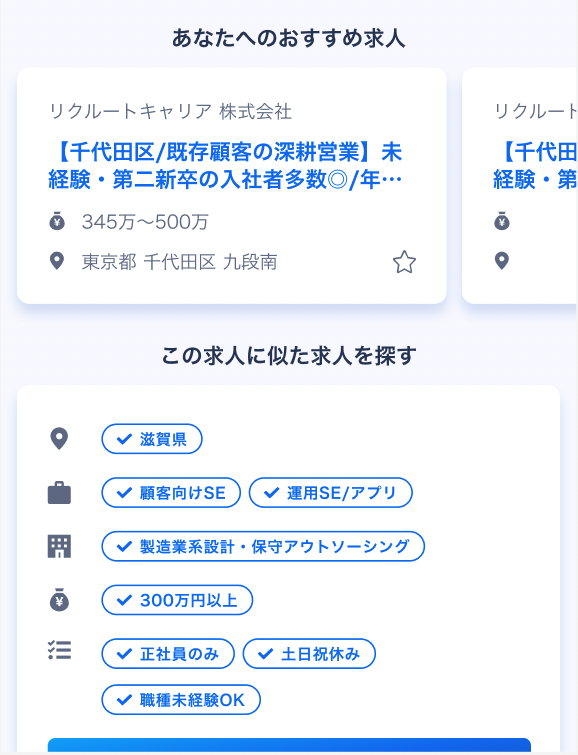 あなたへのおすすめ求人
リクルートキャリア 株式会社
【千代田区/既存顧客の深耕営業】未
経験・第二新卒の入社者多数◎/年…
345万〜500万
東京都 千代田区 九段南
リクルート
【千代田
経験・第
この求人に似た求人を探す
滋賀県
顧客向けSE 運用SE/アプリ
製造業系設計・保守アウトソーシング
300万円以上
正社員のみ 土日祝休み
職種未経験OK